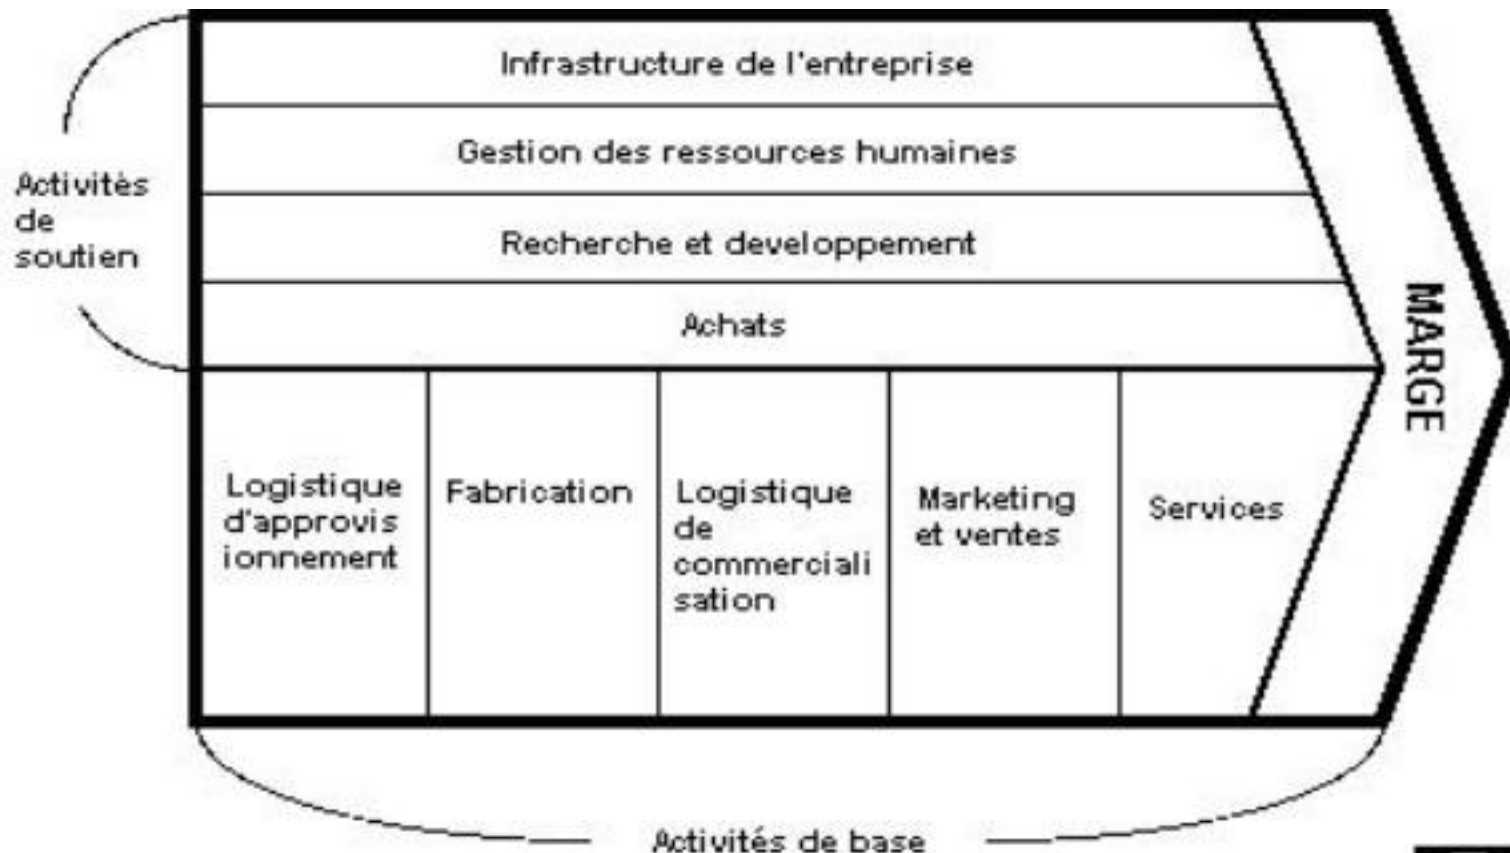 Infrastructure de l'entreprise
Gestion des ressources humaines
Activitès
de
soutien
Recherche et developpement
Achats
MARGE
Logistique
d'approvis
ionnement
Fabrication
Logistique
de
commerciali
sation
Marketing
et ventes
Services
Activités de base